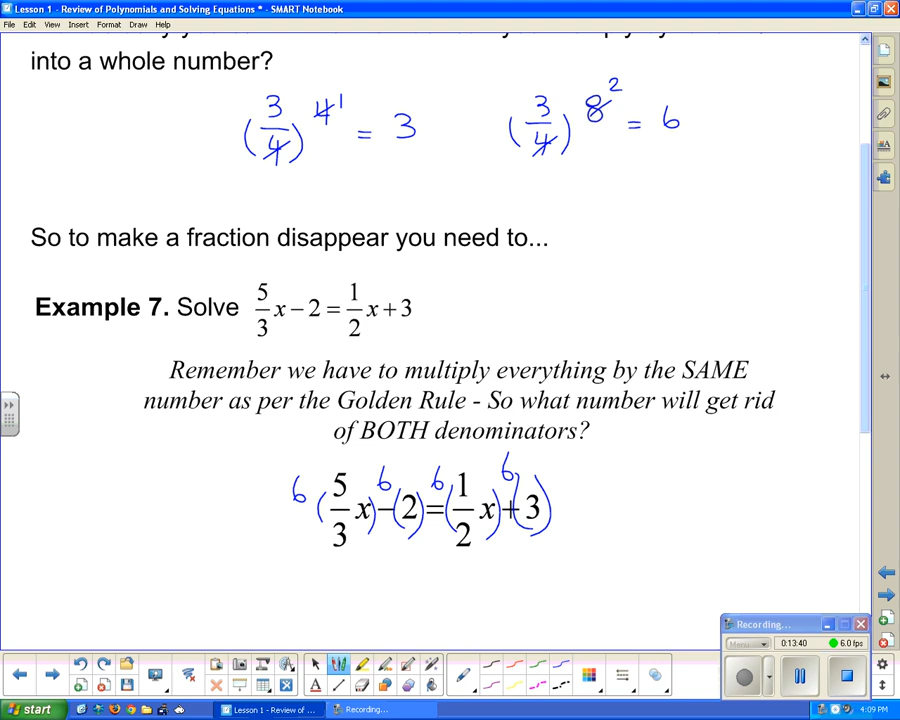 Lesson 1 - Review of Polynomials and Solving Equations * - SMART Notebook
File Edit View Insert Format Draw Help
into a whole number?
(3/4) 4 1 = 3 (3/4) 8 2 = 6
So to make a fraction disappear you need to...
Example 7. Solve 5/3 x − 2 = 1/2 x + 3
Remember we have to multiply everything by the SAME
number as per the Golden Rule - So what number will get rid
of BOTH denominators?
6 (5/3 x) − 6 (2) = 6 (1/2 x) + 6 (3)
Recording...
Menu 0:13:40 6.0 fps
start Lesson 1 - Review of ... Recording... 4:09 PM